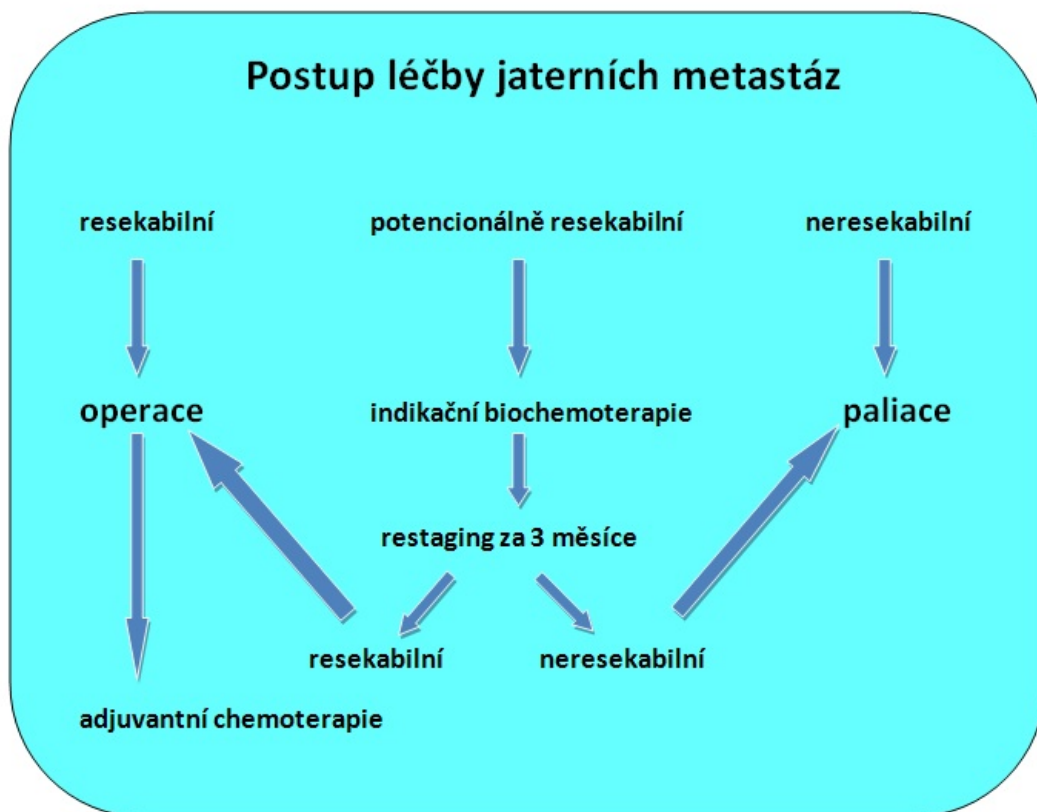 Postup léčby jaterních metastáz
resekabilní
potencionálně resekabilní
neresekabilní
operace
indikační biochemoterapie
paliace
restaging za 3 měsíce
resekabilní
neresekabilní
adjuvantní chemoterapie